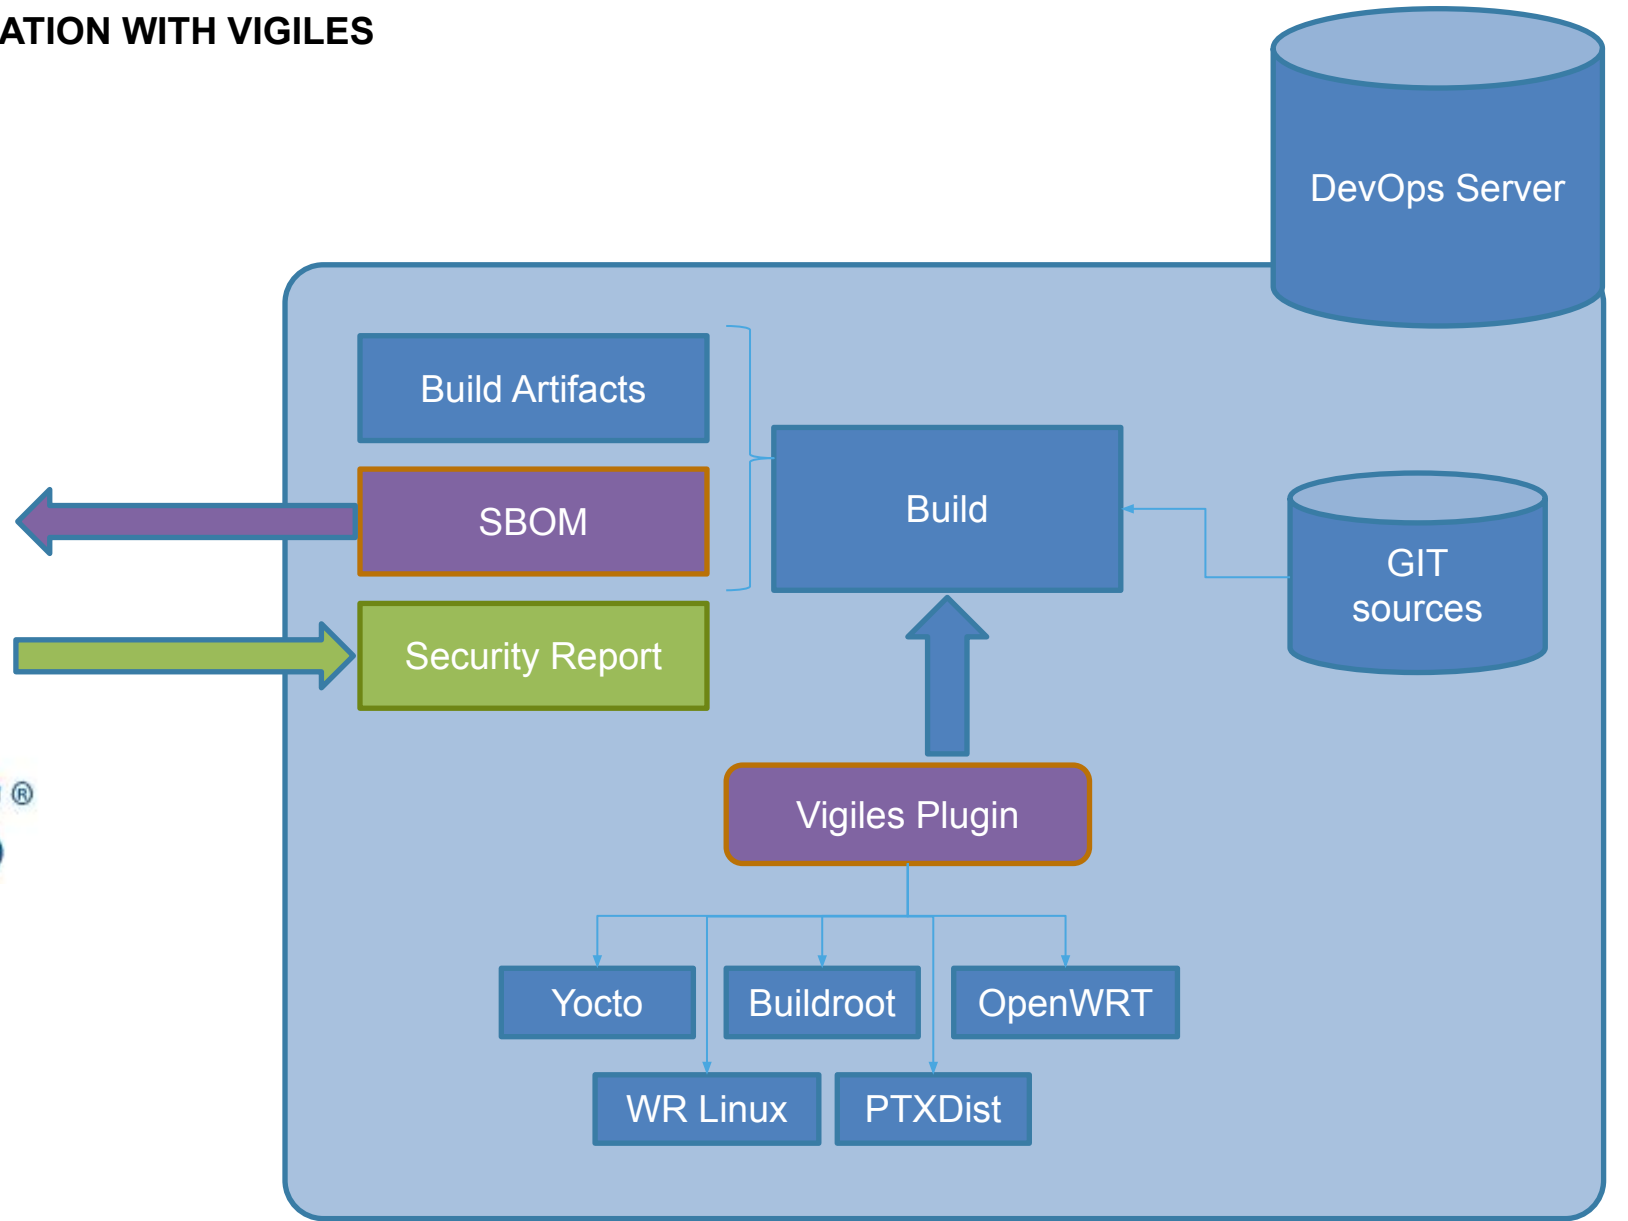 ATION WITH VIGILES
DevOps Server
Build Artifacts
SBOM
Build
GIT
sources
Security Report
®
Vigiles Plugin
Yocto
Buildroot
OpenWRT
WR Linux
PTXDist